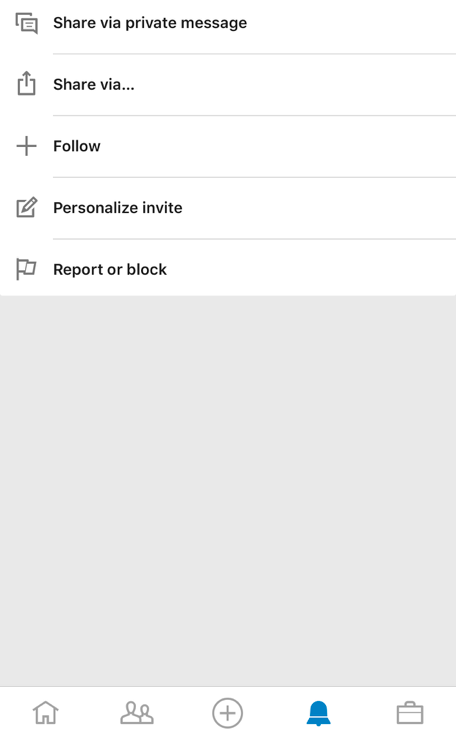 Share via private message
Share via...
Follow
Personalize invite
Report or block